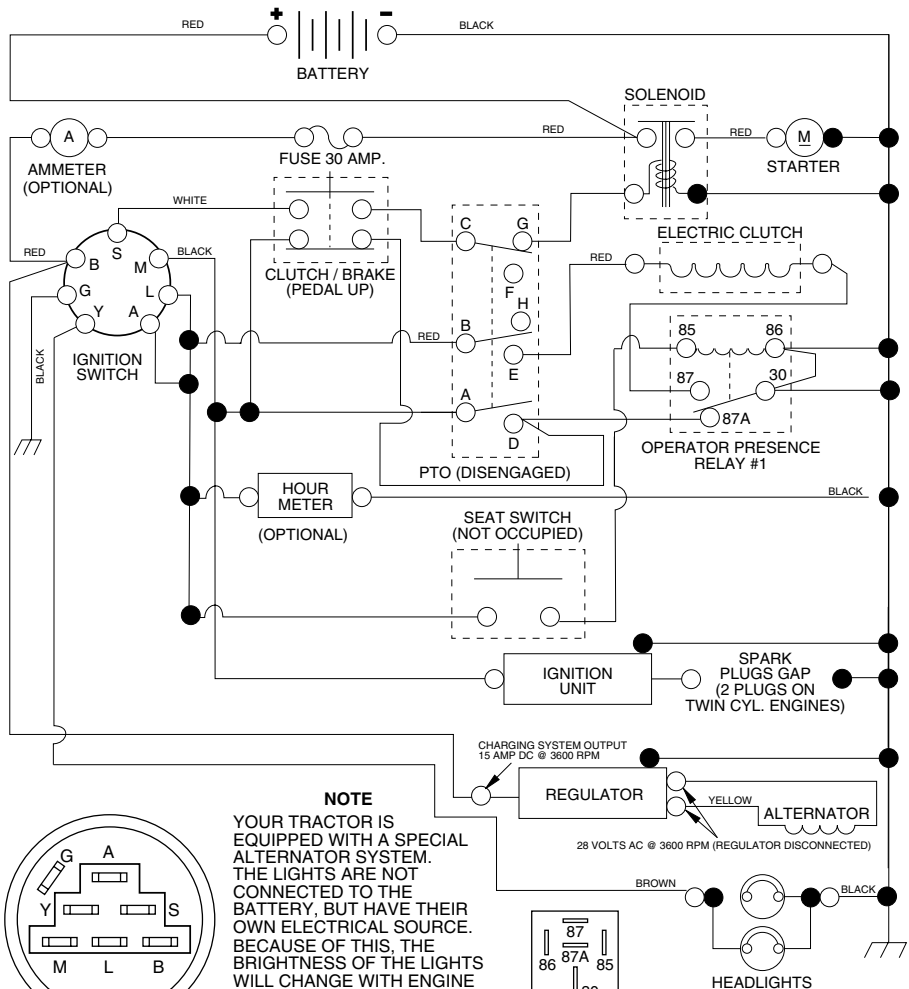 RED
+
-
BLACK
BATTERY
SOLENOID
A
RED
RED
M
AMMETER
(OPTIONAL)
FUSE 30 AMP.
STARTER
WHITE
RED
S
B
M
BLACK
G
L
Y
A
CLUTCH / BRAKE
(PEDAL UP)
C
G
F
H
ELECTRIC CLUTCH
RED
B
RED
E
85
86
BLACK
IGNITION
SWITCH
A
D
87
30
87A
PTO (DISENGAGED)
OPERATOR PRESENCE
RELAY #1
HOUR
METER
(OPTIONAL)
BLACK
SEAT SWITCH
(NOT OCCUPIED)
IGNITION
UNIT
SPARK
PLUGS GAP
(2 PLUGS ON
TWIN CYL. ENGINES)
CHARGING SYSTEM OUTPUT
15 AMP DC @ 3600 RPM
REGULATOR
YELLOW
ALTERNATOR
28 VOLTS AC @ 3600 RPM (REGULATOR DISCONNECTED)
NOTE
YOUR TRACTOR IS
EQUIPPED WITH A SPECIAL
ALTERNATOR SYSTEM.
THE LIGHTS ARE NOT
CONNECTED TO THE
BATTERY, BUT HAVE THEIR
OWN ELECTRICAL SOURCE.
BECAUSE OF THIS, THE
BRIGHTNESS OF THE LIGHTS
WILL CHANGE WITH ENGINE
G
A
Y
S
M
L
B
BROWN
BLACK
87
86
87A
85
HEADLIGHTS